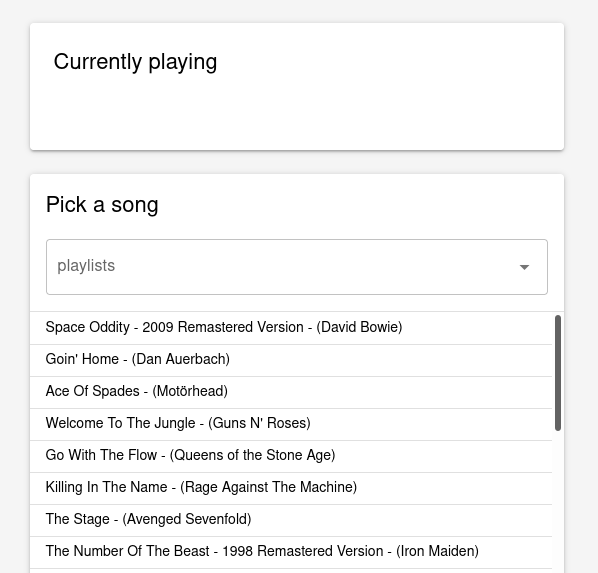 Currently playing
Pick a song
playlists
Space Oddity - 2009 Remastered Version - (David Bowie)
Goin' Home - (Dan Auerbach)
Ace Of Spades - (Motörhead)
Welcome To The Jungle - (Guns N' Roses)
Go With The Flow - (Queens of the Stone Age)
Killing In The Name - (Rage Against The Machine)
The Stage - (Avenged Sevenfold)
The Number Of The Beast - 1998 Remastered Version - (Iron Maiden)